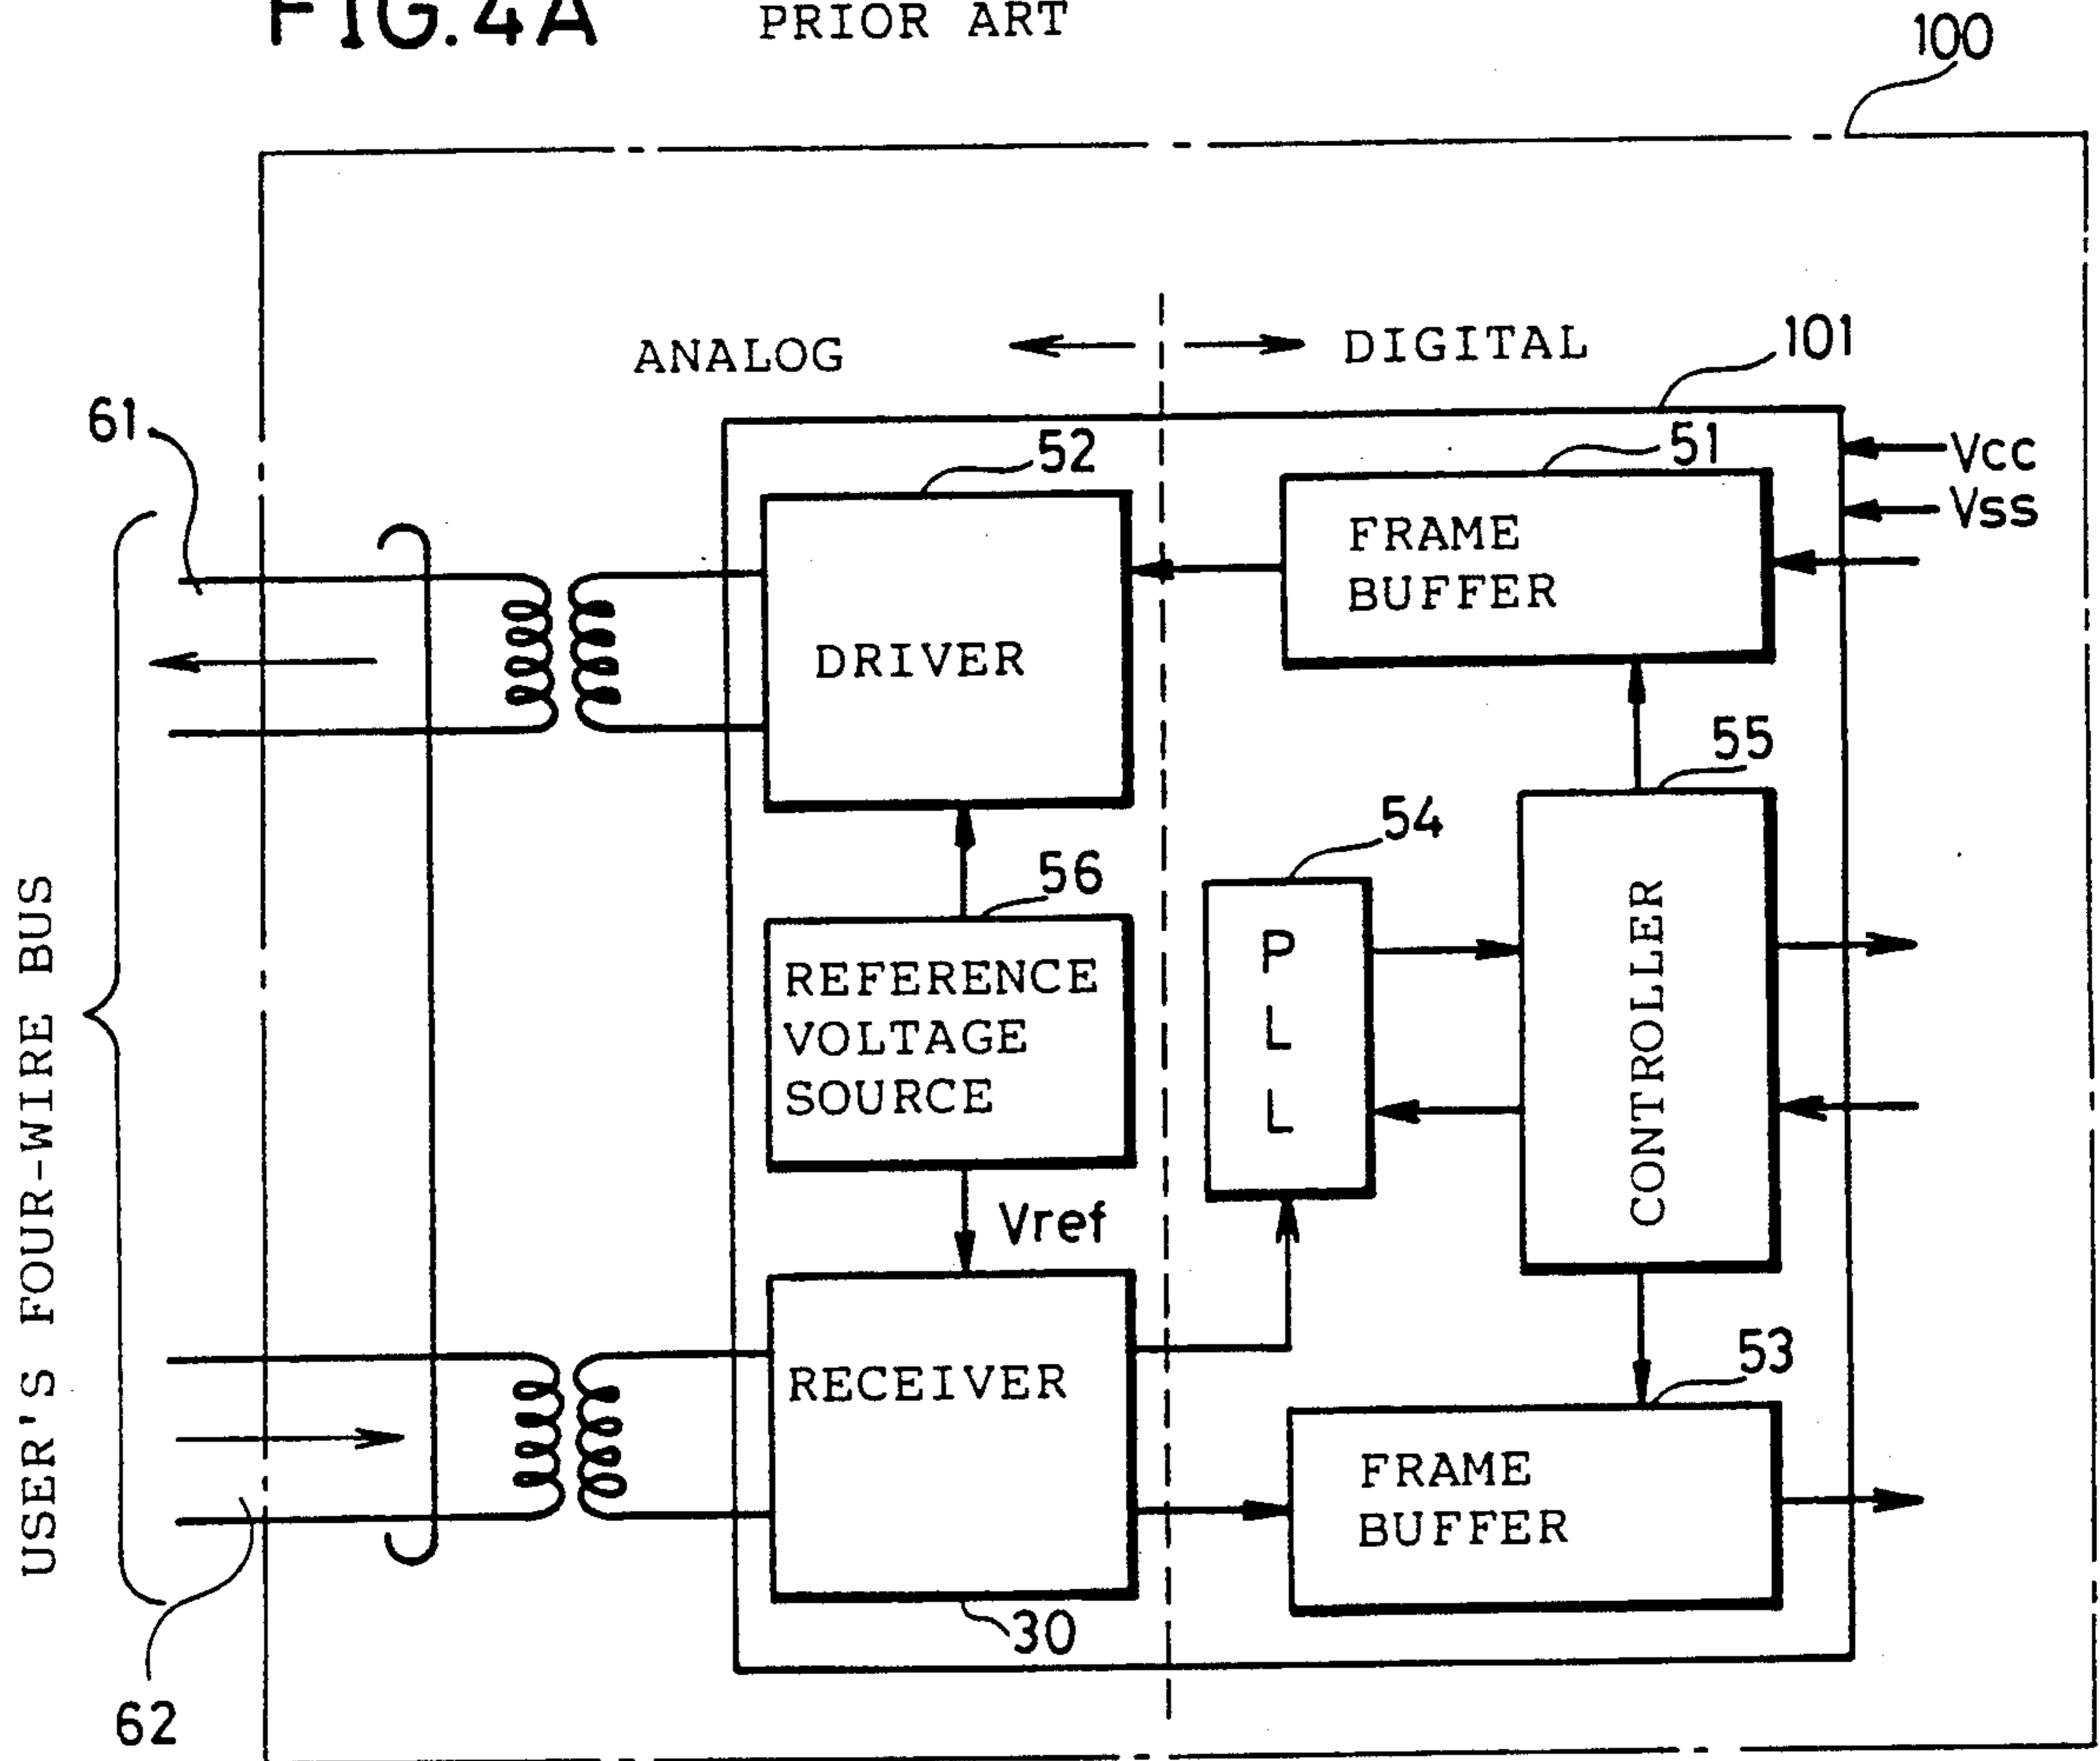 FIG.4A PRIOR ART
100
ANALOG DIGITAL
101
61
52
51
Vcc
Vss
FRAME
BUFFER
DRIVER
55
54
56
REFERENCE
VOLTAGE
SOURCE
P
L
L
CONTROLLER
USER'S FOUR-WIRE BUS
Vref
RECEIVER
53
FRAME
BUFFER
30
62